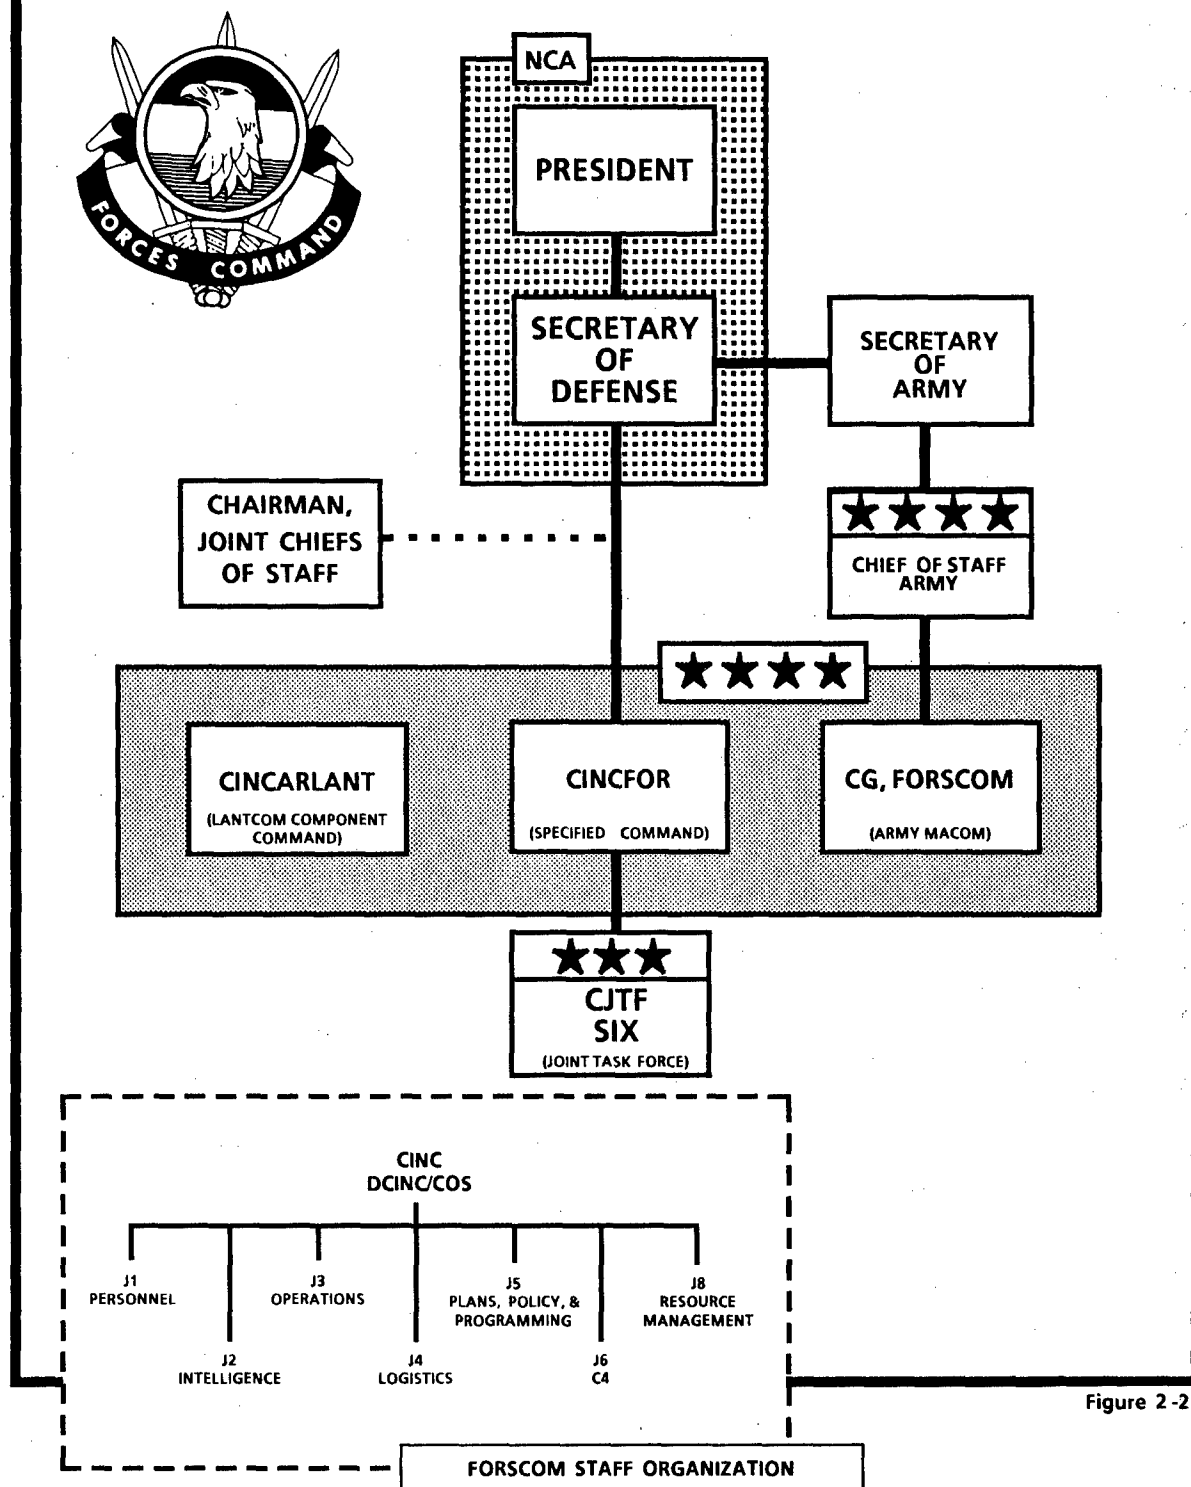 FORCES COMMAND
NCA
PRESIDENT
SECRETARY
OF
DEFENSE
SECRETARY
OF
ARMY
CHAIRMAN,
JOINT CHIEFS
OF STAFF
CHIEF OF STAFF
ARMY
CINCARLANT
(LANTCOM COMPONENT
COMMAND)
CINCFOR
(SPECIFIED COMMAND)
CG, FORSCOM
(ARMY MACOM)
CJTF
SIX
(JOINT TASK FORCE)
CINC
DCINC/COS
J1
PERSONNEL
J2
INTELLIGENCE
J3
OPERATIONS
J4
LOGISTICS
J5
PLANS, POLICY, &
PROGRAMMING
J6
C4
J8
RESOURCE
MANAGEMENT
Figure 2-2
FORSCOM STAFF ORGANIZATION